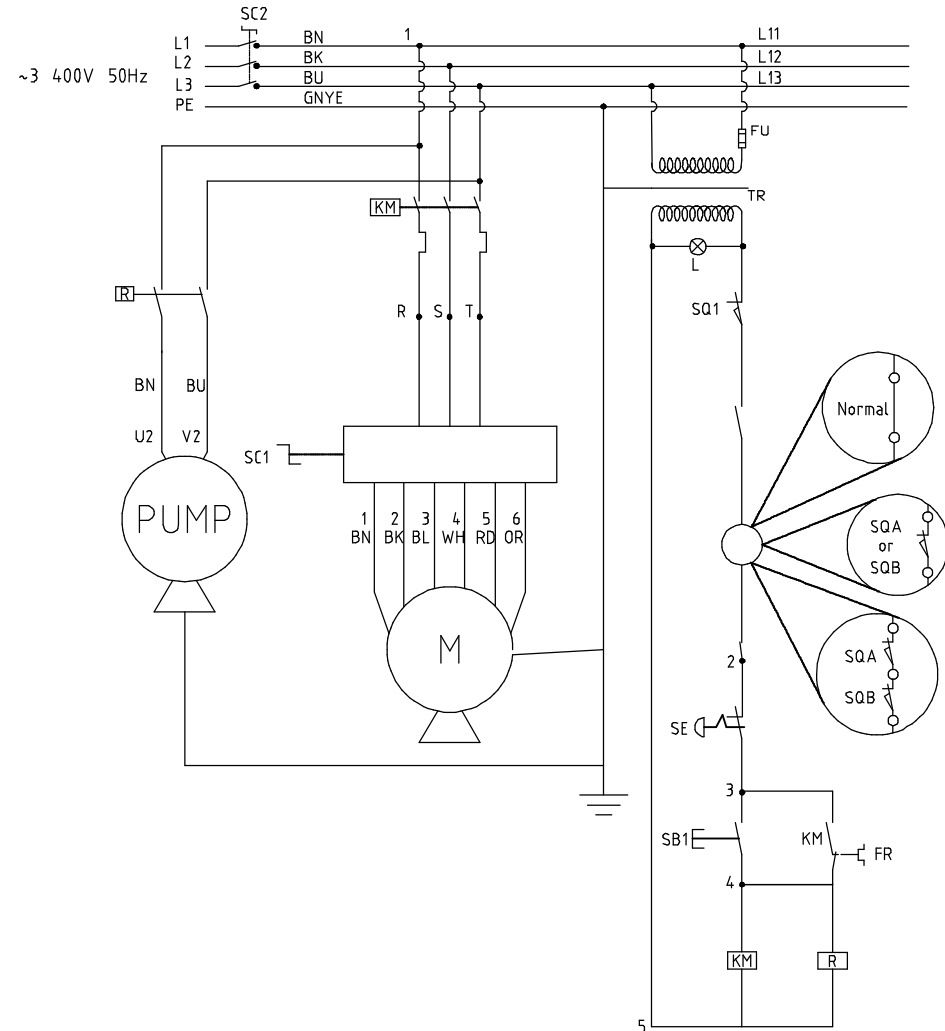 SC2
L1 BN 1 L11
L2 BK L12
~3 400V 50Hz
L3 BU L13
PE GNYE
FU
TR
KM
L
R
SQ1
R S T
BN BU
Normal
U2 V2
SC1
PUMP
1 2 3 4 5 6
BN BK BL WH RD OR
SQA
or
SQB
M
2
SQA
SQB
SE
3
SB1
KM
FR
4
KM R
5